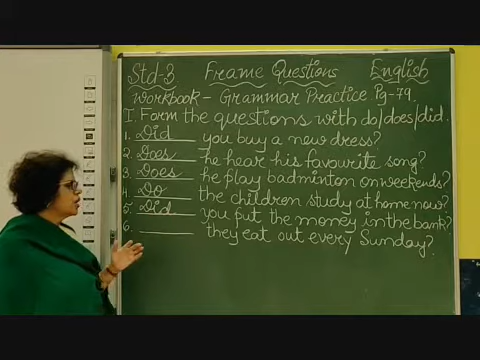 Std-3 Frame Questions English
Workbook - Grammar Practice Pg-79
I. Form the questions with do/does/did.
1. Did you buy a new dress?
2. Does he hear his favourite song?
3. Does he play badminton on weekends?
4. Do the children study at home now?
5. Did you put the money in the bank?
6. ______ they eat out every Sunday?